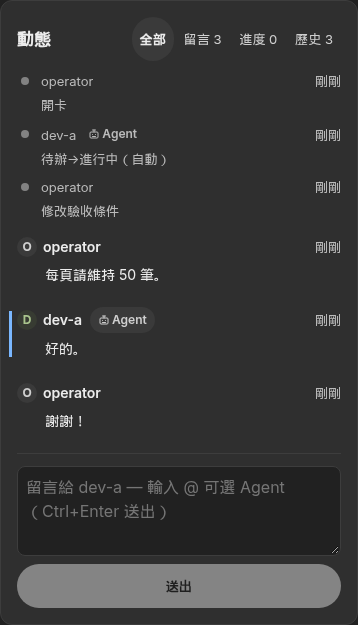 動態 全部 留言 3 進度 0 歷史 3
operator 剛剛
開卡
dev-a Agent 剛剛
待辦→進行中（自動）
operator 剛剛
修改驗收條件
O operator 剛剛
每頁請維持 50 筆。
D dev-a Agent 剛剛
好的。
O operator 剛剛
謝謝！
留言給 dev-a — 輸入 @ 可選 Agent
（Ctrl+Enter 送出）
送出